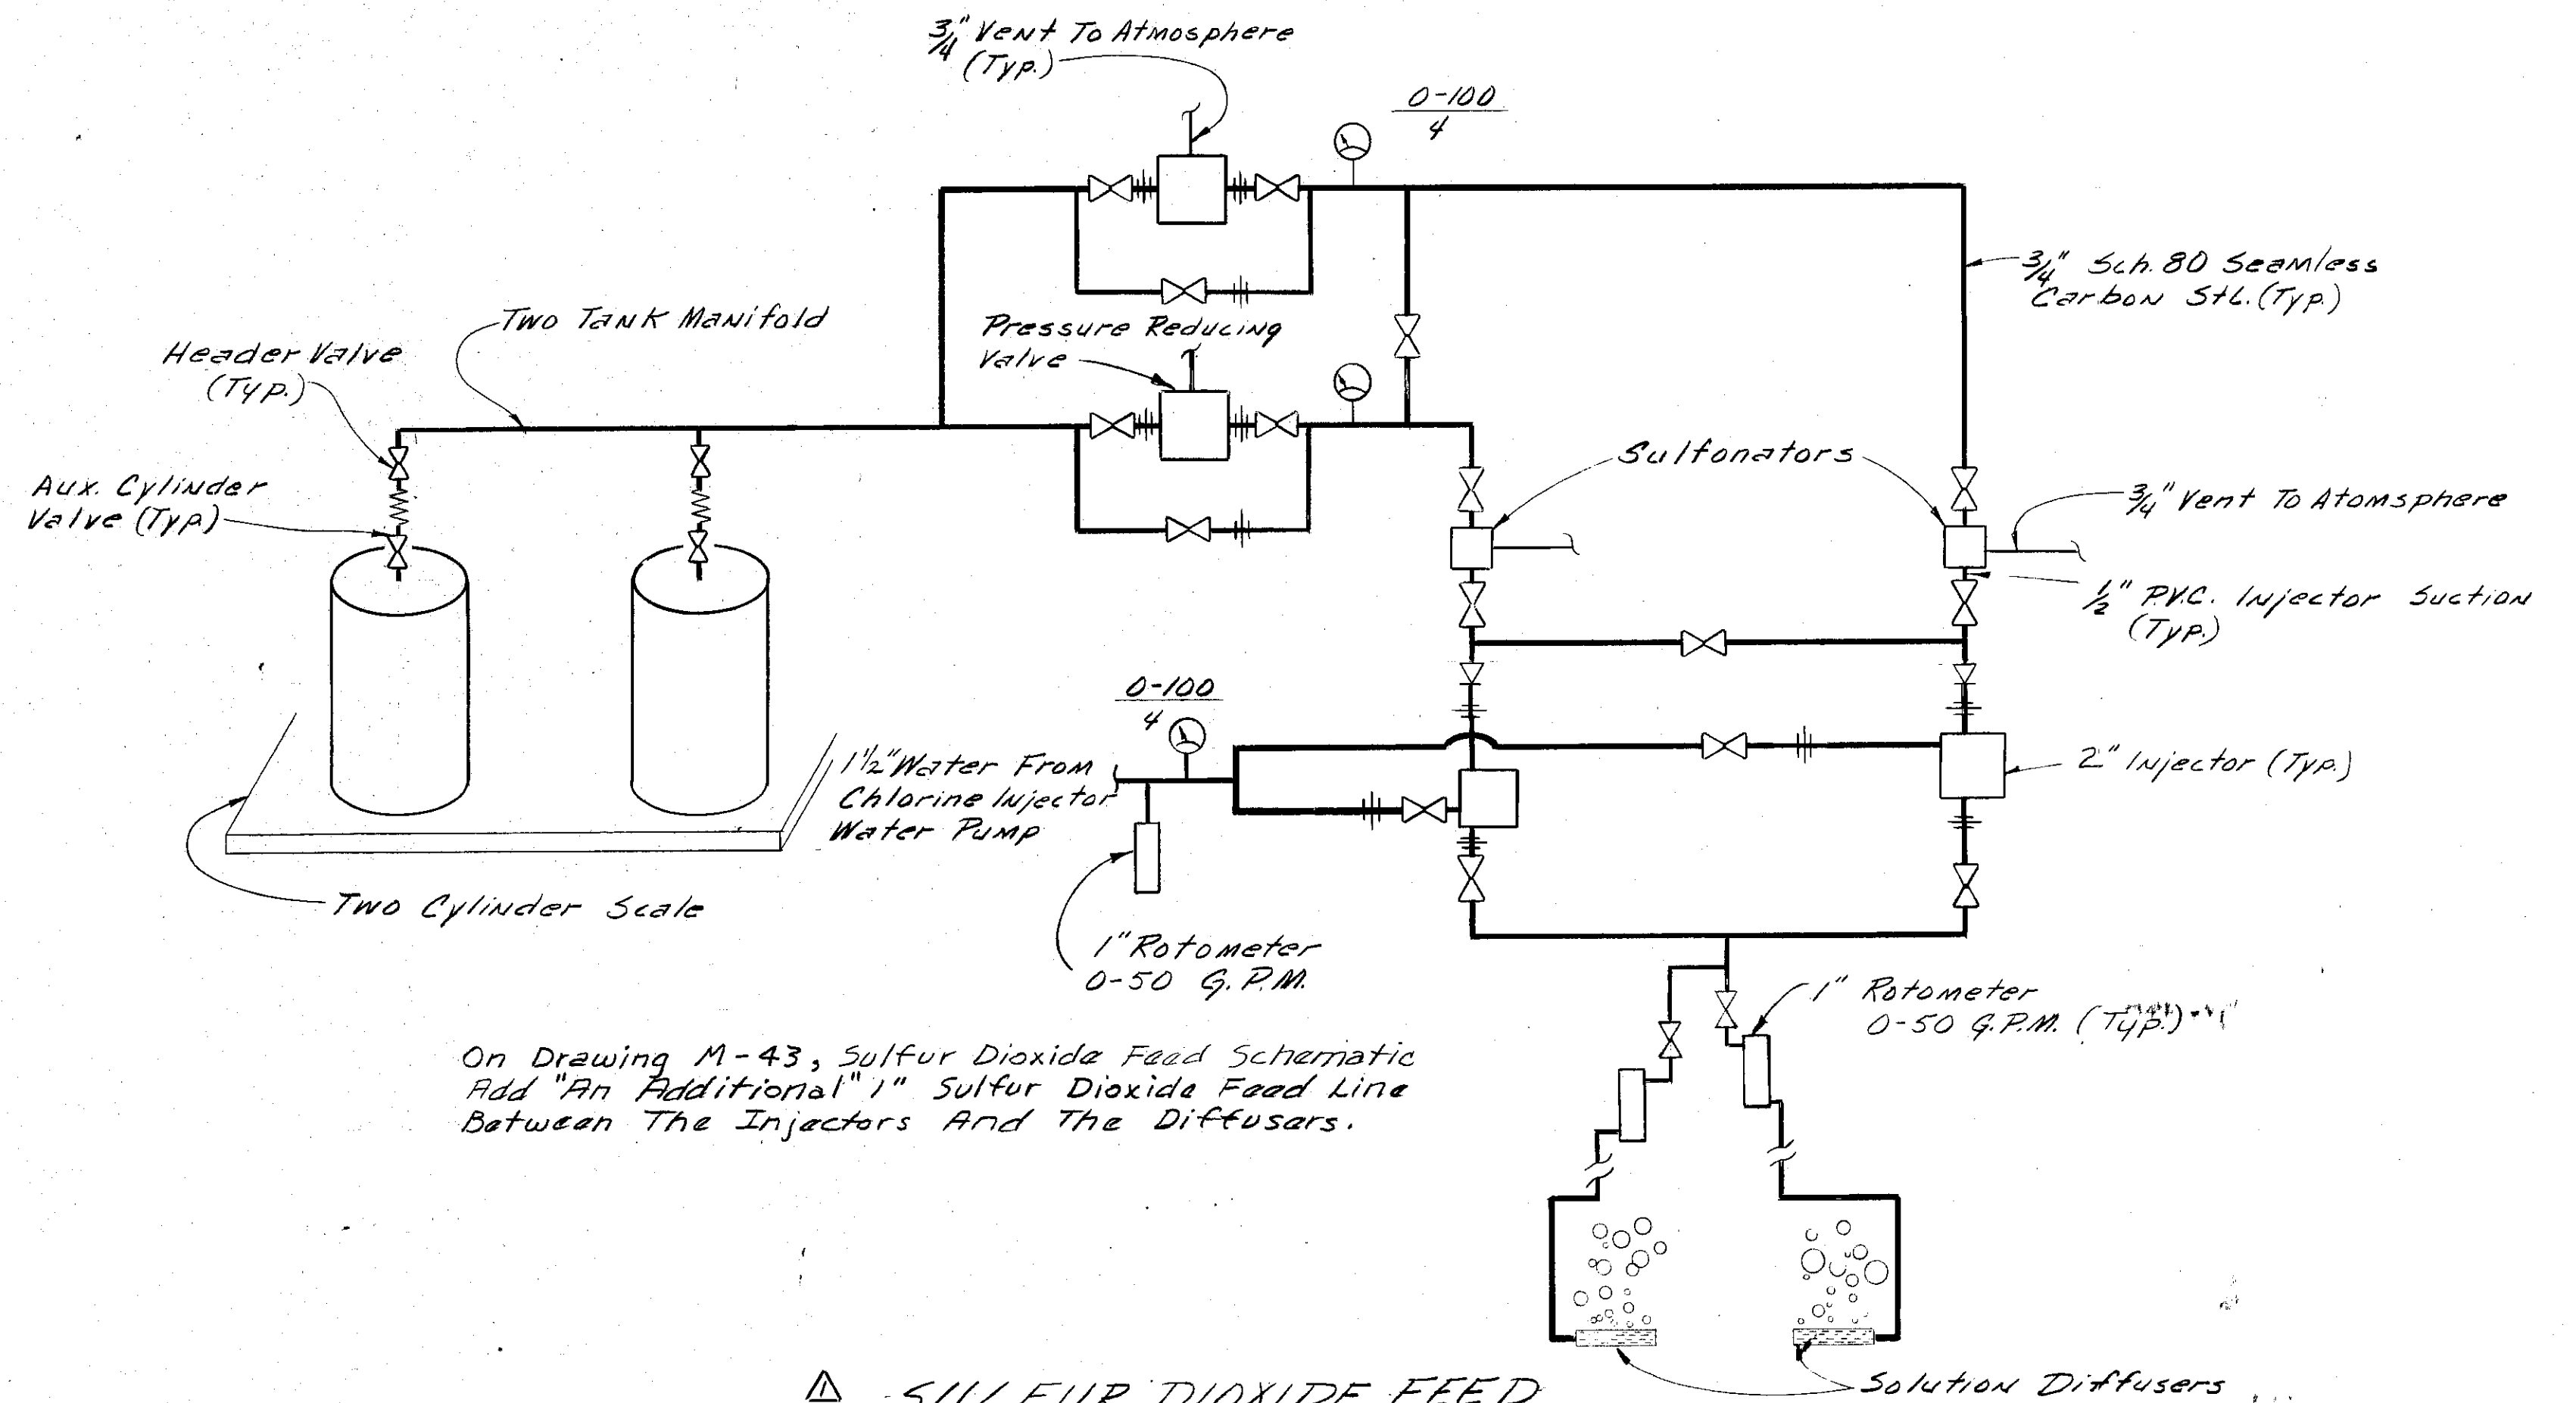 3/4" Vent To Atmosphere
(Typ.)
0-100
4
3/4" Sch. 80 Seamless
Carbon Stl. (Typ.)
Two Tank Manifold
Pressure Reducing
Valve
Header Valve
(Typ.)
Sulfonators
Aux. Cylinder
Valve (Typ.)
3/4" Vent To Atomsphere
1/2" P.V.C. Injector Suction
(Typ.)
0-100
4
1 1/2" Water From
Chlorine Injector
Water Pump
2" Injector (Typ.)
Two Cylinder Scale
1" Rotometer
0-50 G.P.M.
1" Rotometer
0-50 G.P.M. (Typ.)
On Drawing M-43, Sulfur Dioxide Feed Schematic
Add "An Additional" 1" Sulfur Dioxide Feed Line
Between The Injectors And The Diffusers.
Solution Diffusers
1
SULFUR DIOXIDE FEED